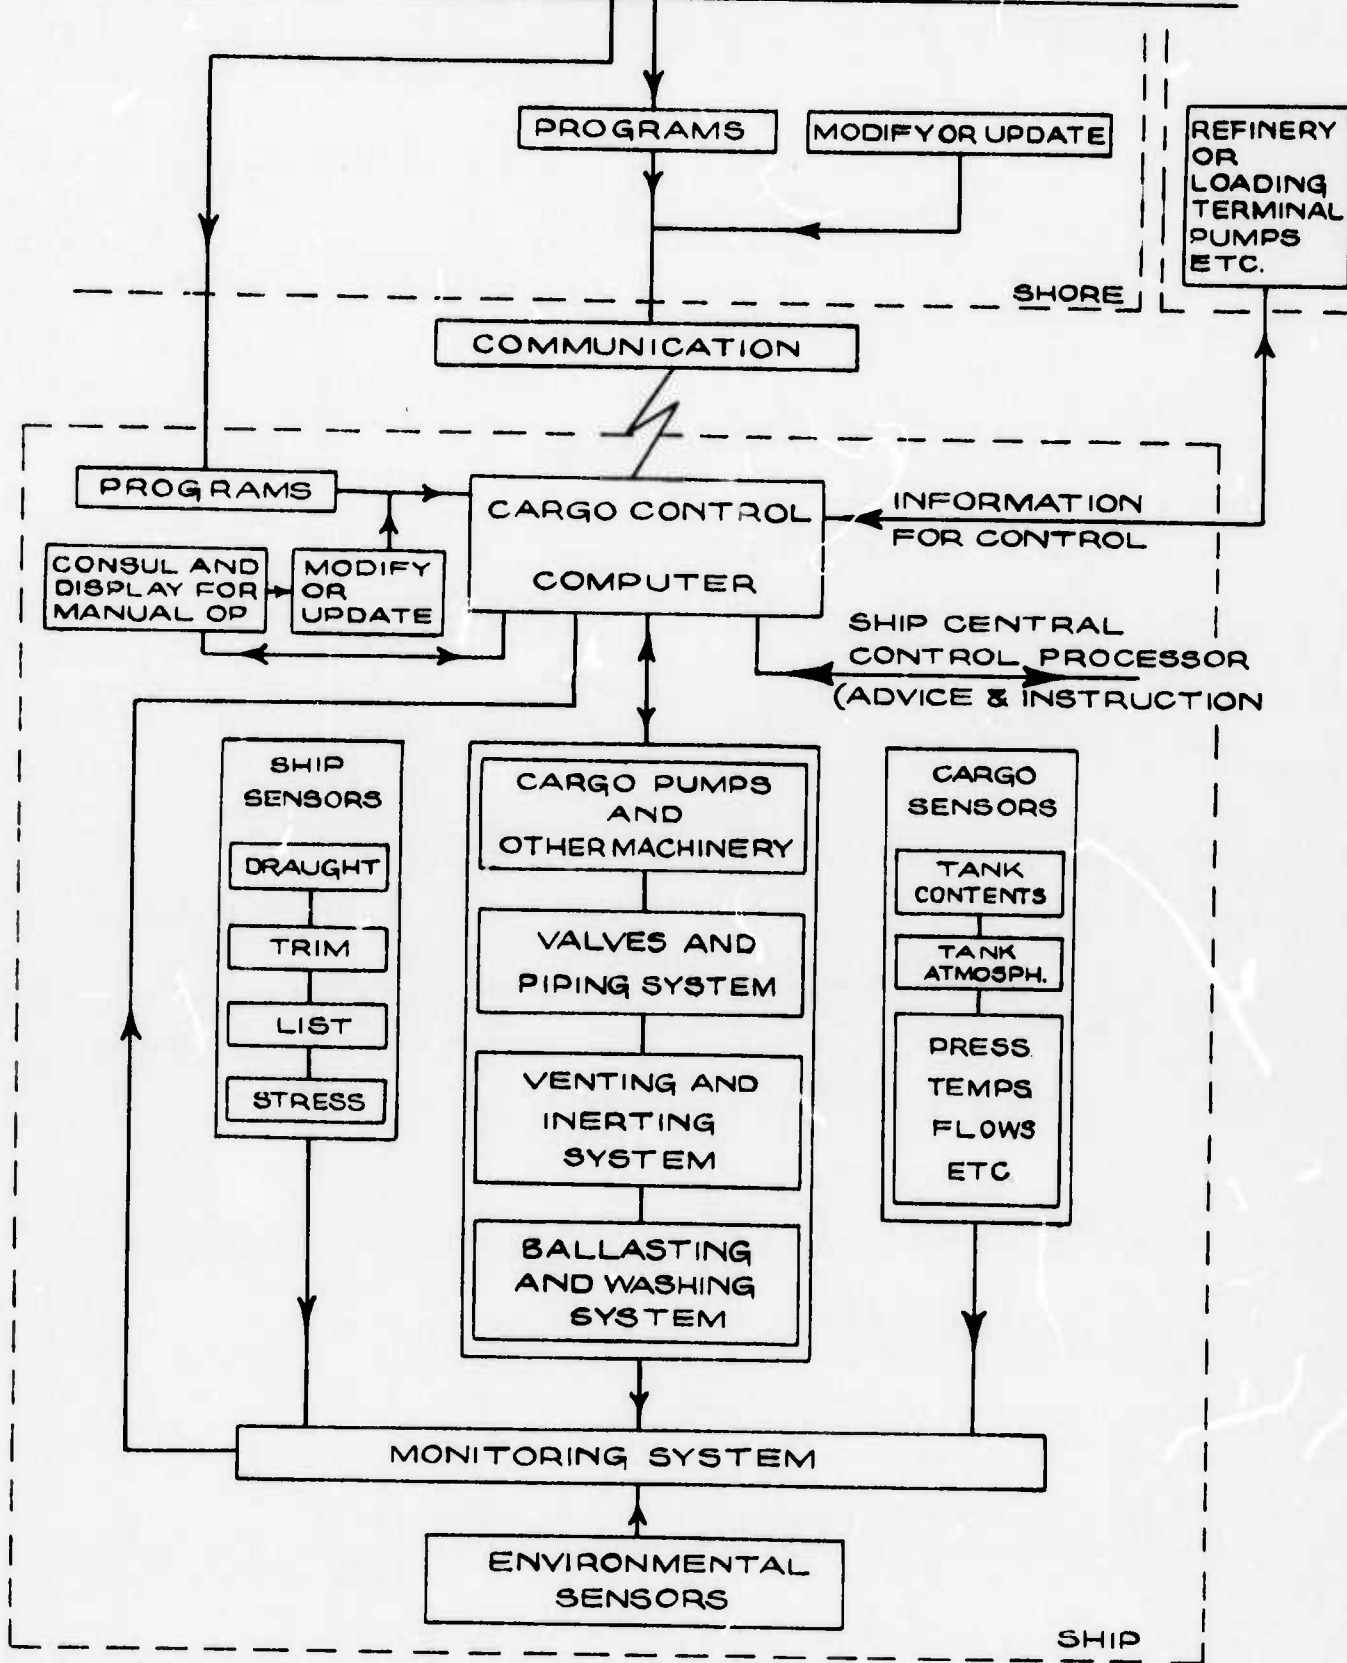 PROGRAMS
MODIFY OR UPDATE
REFINERY
OR
LOADING
TERMINAL
PUMPS
ETC.
SHORE
COMMUNICATION
PROGRAMS
CARGO CONTROL
COMPUTER
INFORMATION
FOR CONTROL
CONSUL AND
DISPLAY FOR
MANUAL OP
MODIFY
OR
UPDATE
SHIP CENTRAL
CONTROL PROCESSOR
(ADVICE & INSTRUCTION
SHIP
SENSORS
DRAUGHT
TRIM
LIST
STRESS
CARGO PUMPS
AND
OTHER MACHINERY
VALVES AND
PIPING SYSTEM
VENTING AND
INERTING
SYSTEM
BALLASTING
AND WASHING
SYSTEM
CARGO
SENSORS
TANK
CONTENTS
TANK
ATMOSPH.
PRESS.
TEMPS
FLOWS
ETC
MONITORING SYSTEM
ENVIRONMENTAL
SENSORS
SHIP